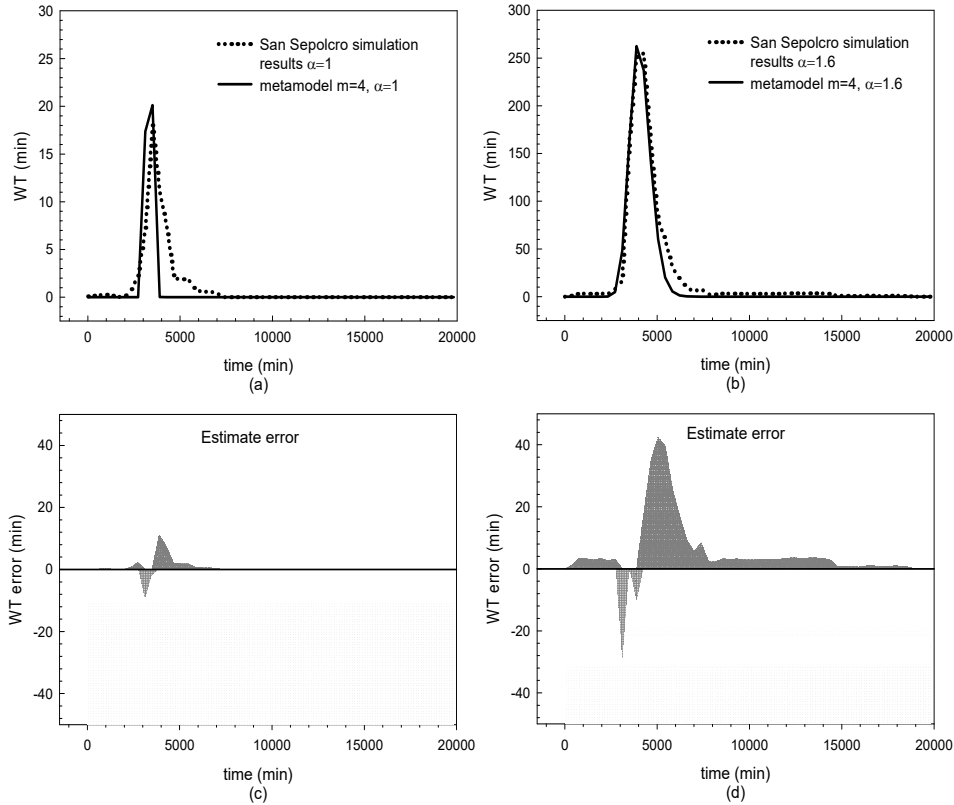 30
25
20
15
10
5
0
WT (min)
San Sepolcro simulation
results α=1
metamodel m=4, α=1
0 5000 10000 15000 20000
time (min)
(a)
300
250
200
150
100
50
0
WT (min)
San Sepolcro simulation
results α=1.6
metamodel m=4, α=1.6
0 5000 10000 15000 20000
time (min)
(b)
Estimate error
40
20
0
-20
-40
WT error (min)
0 5000 10000 15000 20000
time (min)
(c)
Estimate error
40
20
0
-20
-40
WT error (min)
0 5000 10000 15000 20000
time (min)
(d)